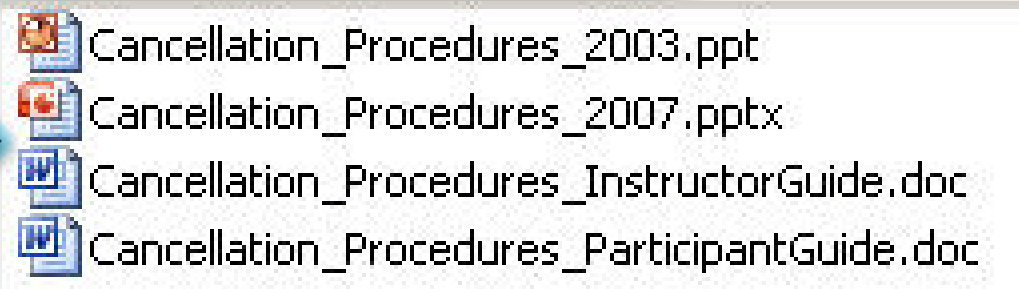 Cancellation_Procedures_2003.ppt
Cancellation_Procedures_2007.pptx
Cancellation_Procedures_InstructorGuide.doc
Cancellation_Procedures_ParticipantGuide.doc